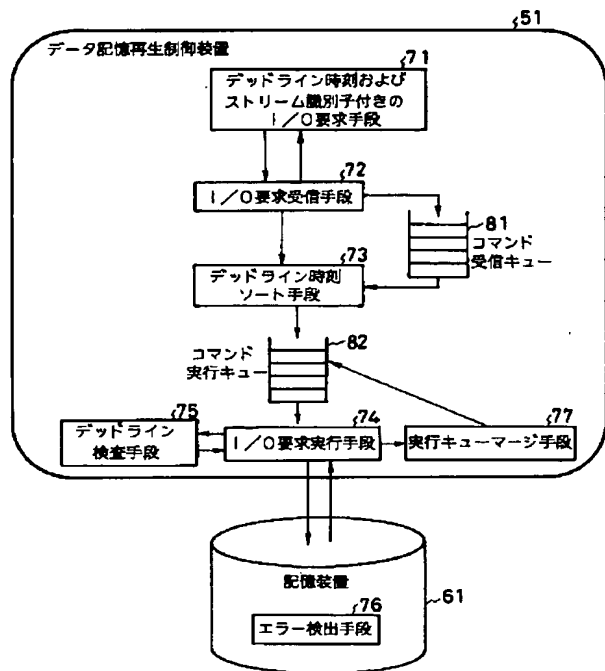 51
データ記憶再生制御装置
71
デッドライン時刻および
ストリーム識別子付きの
I/O要求手段
72
I/O要求受信手段
81
コマンド
受信キュー
73
デッドライン時刻
ソート手段
82
コマンド
実行キュー
75
デッドライン
検査手段
74
I/O要求実行手段
77
実行キューマージ手段
記憶装置
76
エラー検出手段
61